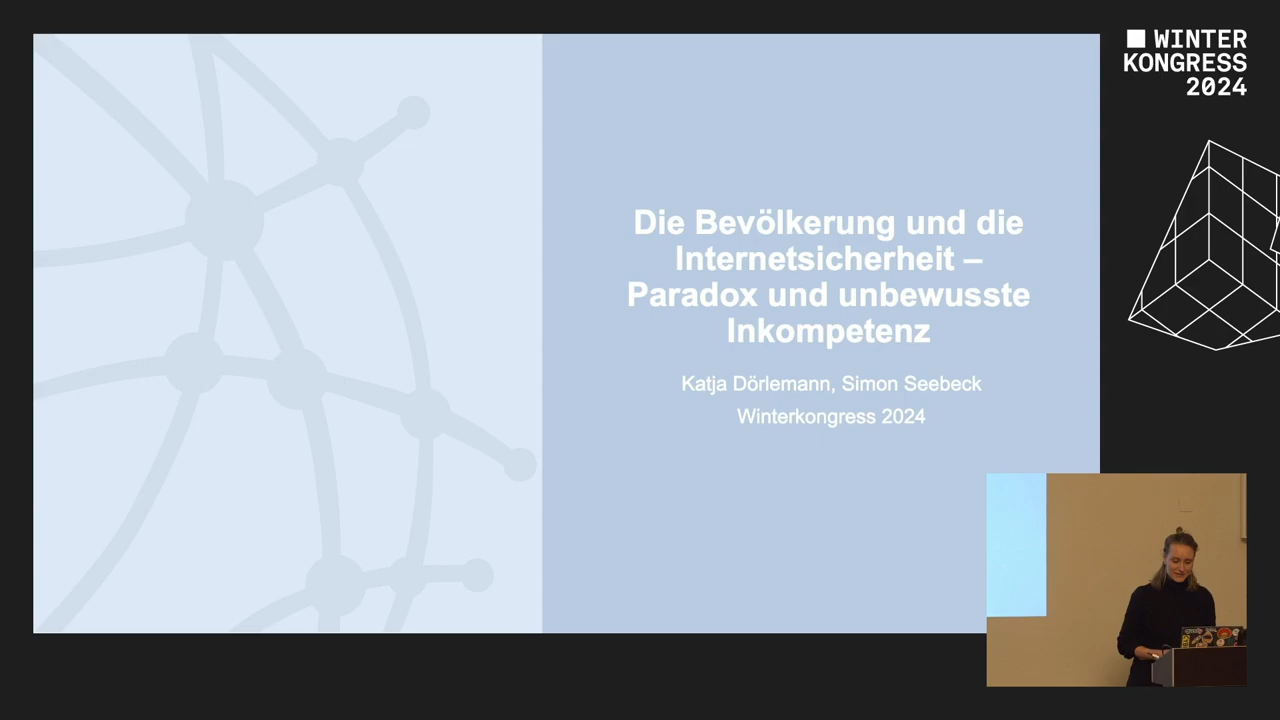 Die Bevölkerung und die
Internetsicherheit –
Paradox und unbewusste
Inkompetenz
Katja Dörlemann, Simon Seebeck
Winterkongress 2024
WINTER
KONGRESS
2024